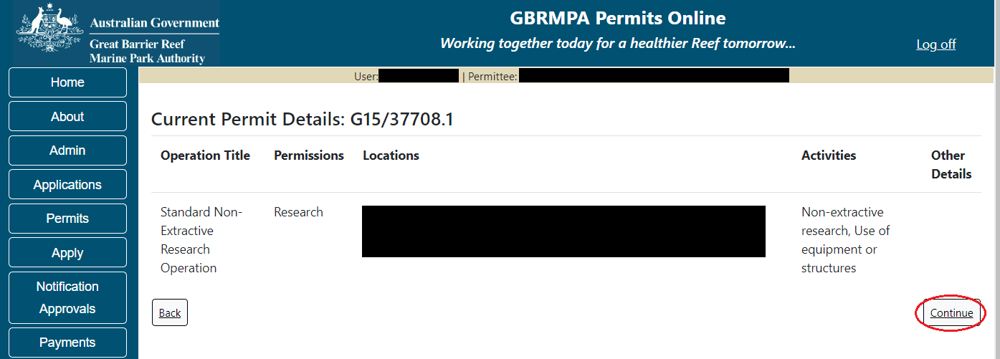 Australian Government
Great Barrier Reef
Marine Park Authority
GBRMPA Permits Online
Working together today for a healthier Reef tomorrow...
Log off
Home
About
Admin
Applications
Permits
Apply
Notification
Approvals
Payments
User: | Permittee:
Current Permit Details: G15/37708.1
Operation Title Permissions Locations Activities Other
Details
Standard Non- Research Non-extractive
Extractive research, Use of
Research equipment or
Operation structures
Back Continue